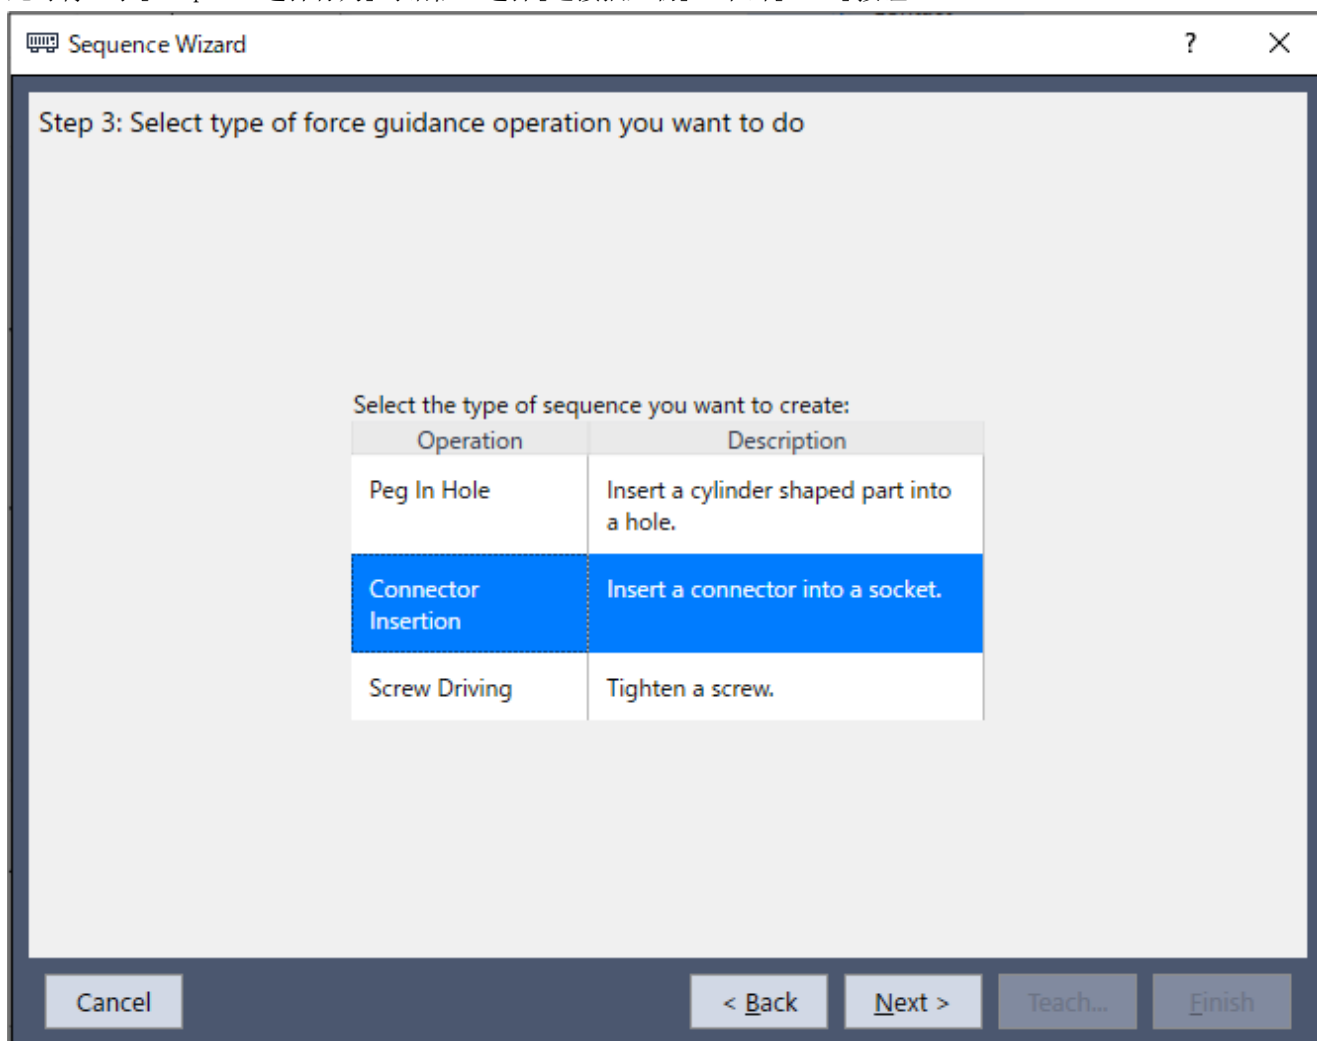 Sequence Wizard
?
Step 3: Select type of force guidance operation you want to do
Select the type of sequence you want to create:
Operation
Description
Peg In Hole
Insert a cylinder shaped part into
a hole.
Connector
Insertion
Insert a connector into a socket.
Screw Driving
Tighten a screw.
Cancel
< Back
Next >
Teach...
Finish